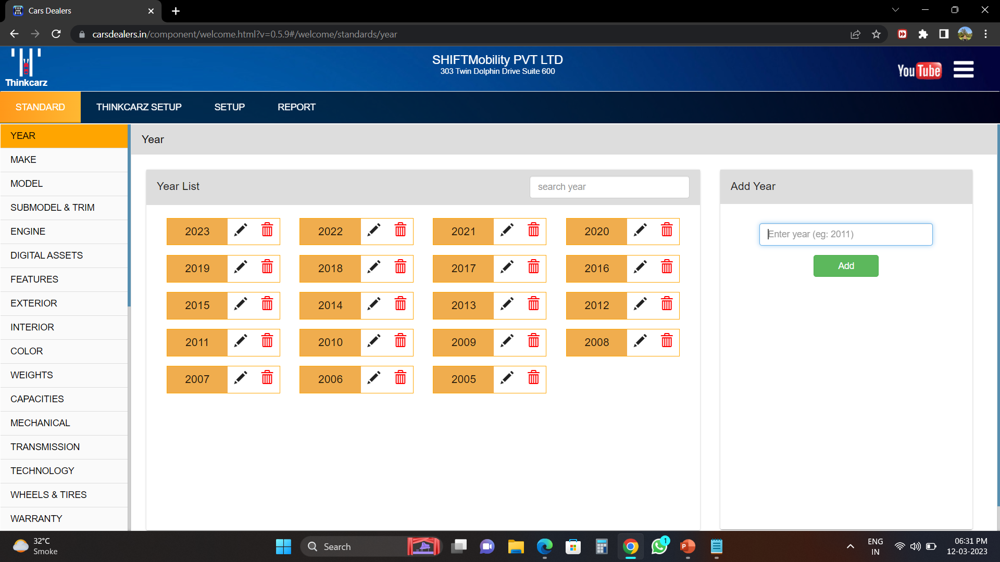 Cars Dealers
carsdealers.in/component/welcome.html?v=0.5.9#/welcome/standards/year
Thinkcarz
SHIFTMobility PVT LTD
303 Twin Dolphin Drive Suite 600
You Tube
STANDARD THINKCARZ SETUP SETUP REPORT
YEAR
MAKE
MODEL
SUBMODEL & TRIM
ENGINE
DIGITAL ASSETS
FEATURES
EXTERIOR
INTERIOR
COLOR
WEIGHTS
CAPACITIES
MECHANICAL
TRANSMISSION
TECHNOLOGY
WHEELS & TIRES
WARRANTY
Year
Year List search year
2023 2022 2021 2020
2019 2018 2017 2016
2015 2014 2013 2012
2011 2010 2009 2008
2007 2006 2005
Add Year
Enter year (eg: 2011)
Add
32°C
Smoke
Search
1
P
ENG
IN
06:31 PM
12-03-2023